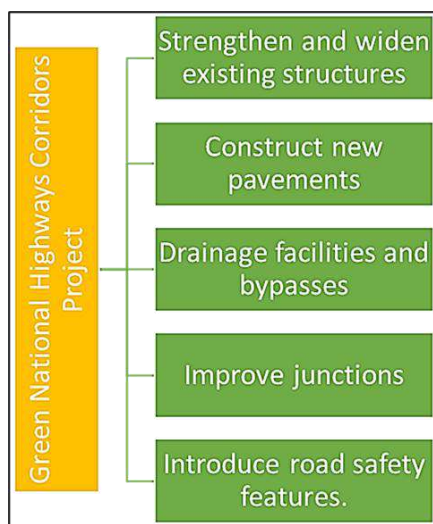 Green National Highways Corridors
Project
Strengthen and widen
existing structures
Construct new
pavements
Drainage facilities and
bypasses
Improve junctions
Introduce road safety
features.